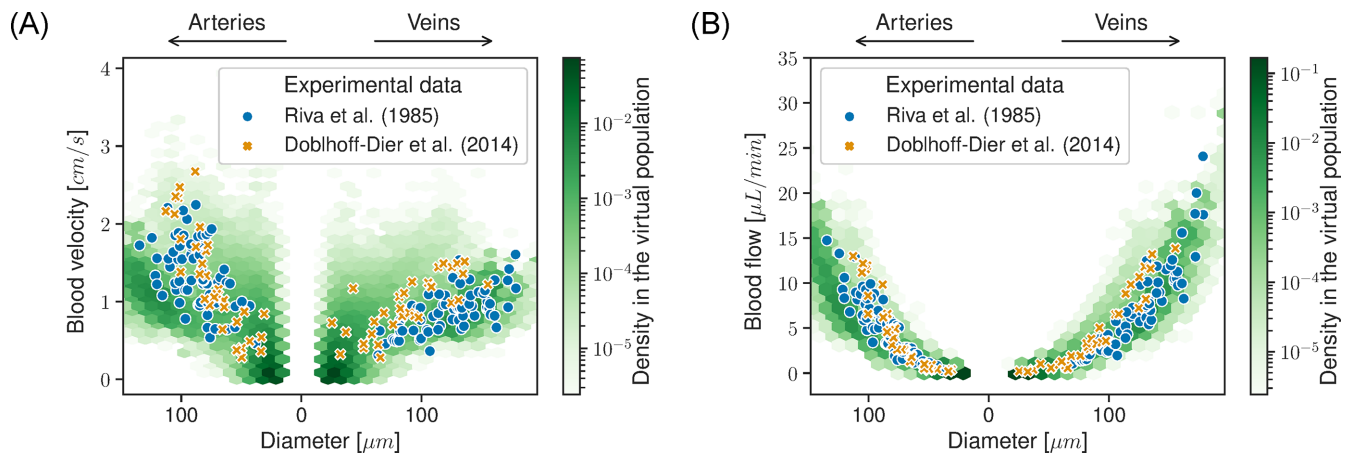 (A)
Arteries
Veins
Experimental data
Riva et al. (1985)
Doblhoff-Dier et al. (2014)
Blood velocity [cm/s]
4
3
2
1
0
100
0
100
Diameter [μm]
10⁻²
10⁻³
10⁻⁴
10⁻⁵
Density in the virtual population
(B)
Arteries
Veins
Experimental data
Riva et al. (1985)
Doblhoff-Dier et al. (2014)
Blood flow [μL/min]
35
30
25
20
15
10
5
0
100
0
100
Diameter [μm]
10⁻¹
10⁻²
10⁻³
10⁻⁴
10⁻⁵
Density in the virtual population